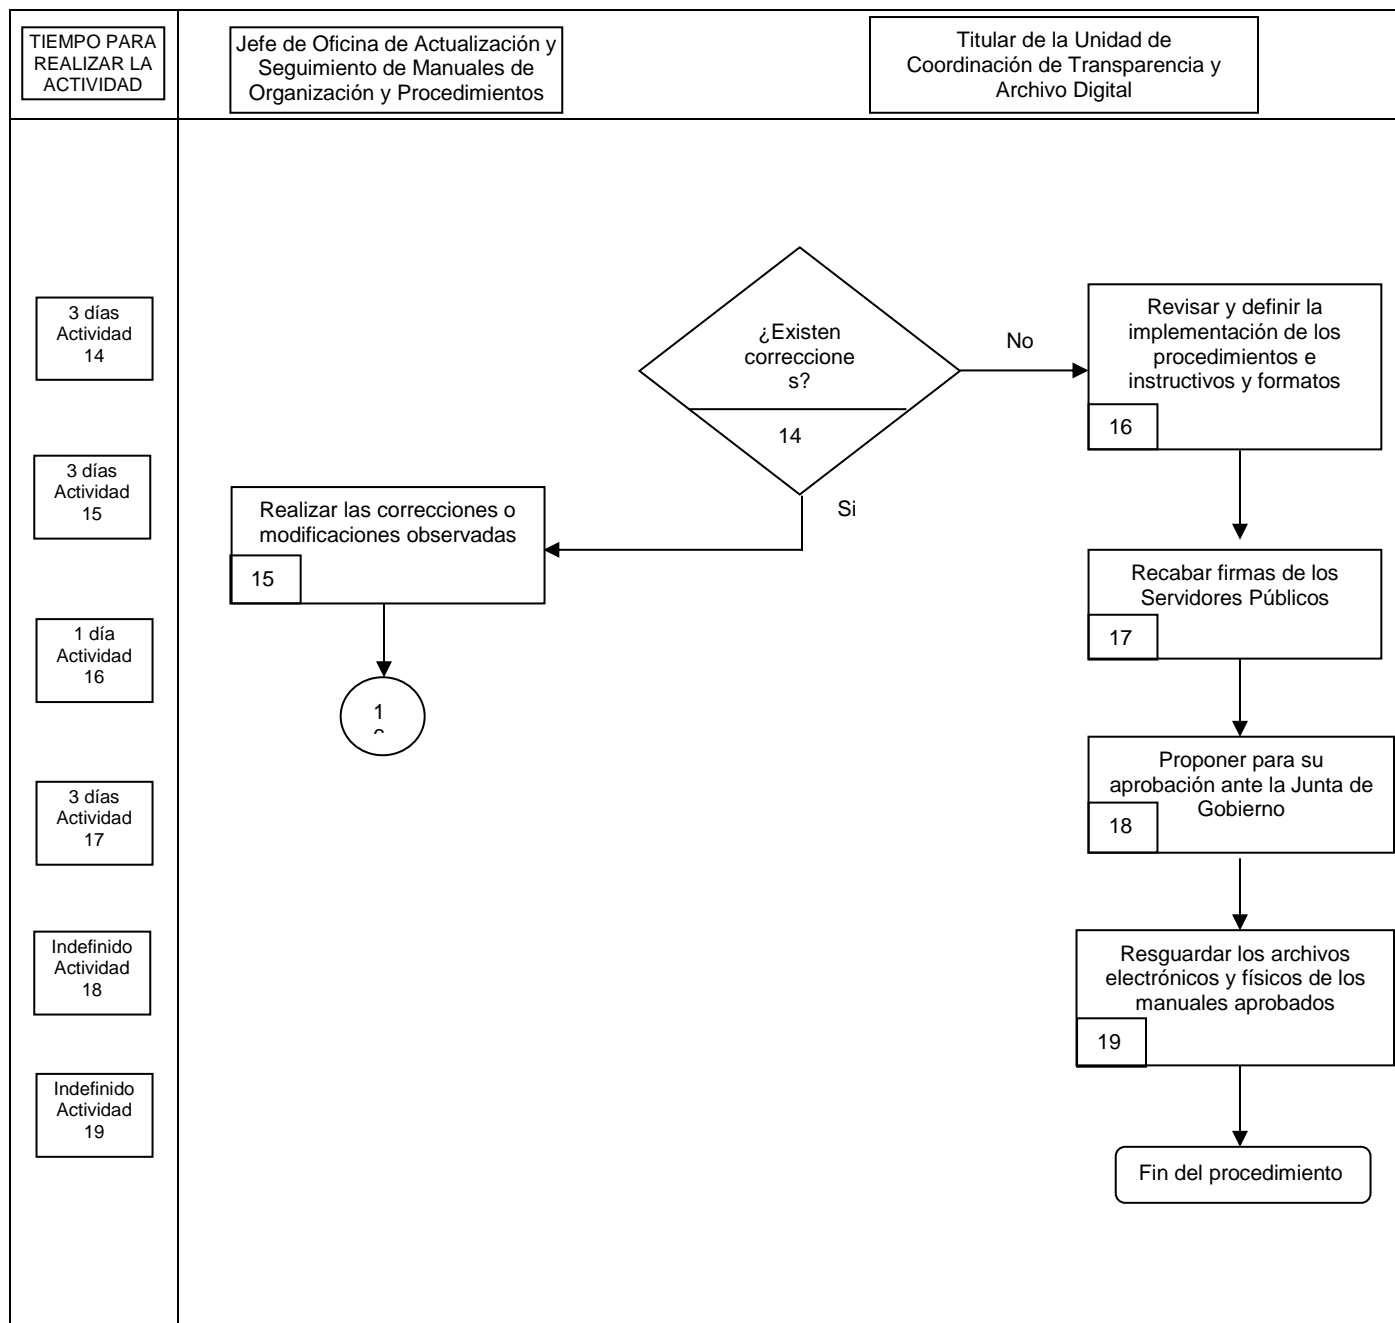 TIEMPO PARA
REALIZAR LA
ACTIVIDAD
Jefe de Oficina de Actualización y
Seguimiento de Manuales de
Organización y Procedimientos
Titular de la Unidad de
Coordinación de Transparencia y
Archivo Digital
3 días
Actividad
14
¿Existen
correccione
s?
14
No
Si
Revisar y definir la
implementación de los
procedimientos e
instructivos y formatos
16
3 días
Actividad
15
Realizar las correcciones o
modificaciones observadas
15
Recabar firmas de los
Servidores Públicos
17
1 día
Actividad
16
1
3 días
Actividad
17
Proponer para su
aprobación ante la Junta de
Gobierno
18
Indefinido
Actividad
18
Resguardar los archivos
electrónicos y físicos de los
manuales aprobados
19
Indefinido
Actividad
19
Fin del procedimiento